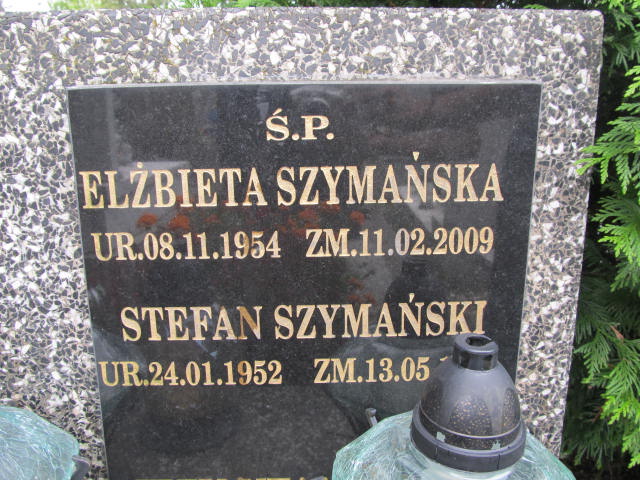 Ś.P.
ELŻBIETA SZYMAŃSKA
UR.08.11.1954 ZM.11.02.2009
STEFAN SZYMAŃSKI
UR.24.01.1952 ZM.13.05